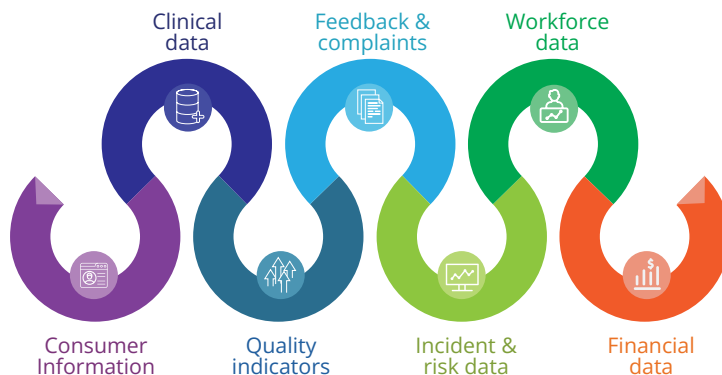 Clinical
data
Feedback &
complaints
Workforce
data
Consumer
Information
Quality
indicators
Incident &
risk data
Financial
data
$